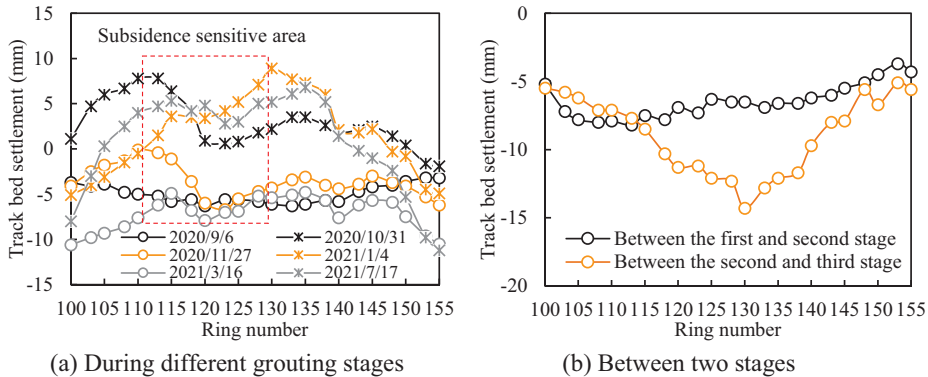 15
10
5
0
-5
-10
-15
Track bed settlement (mm)
Subsidence sensitive area
2020/9/6
2020/10/31
2020/11/27
2021/1/4
2021/3/16
2021/7/17
100 105 110 115 120 125 130 135 140 145 150 155
Ring number
(a) During different grouting stages
-0
-5
-10
-15
-20
Track bed settlement (mm)
Between the first and second stage
Between the second and third stage
100 105 110 115 120 125 130 135 140 145 150 155
Ring number
(b) Between two stages